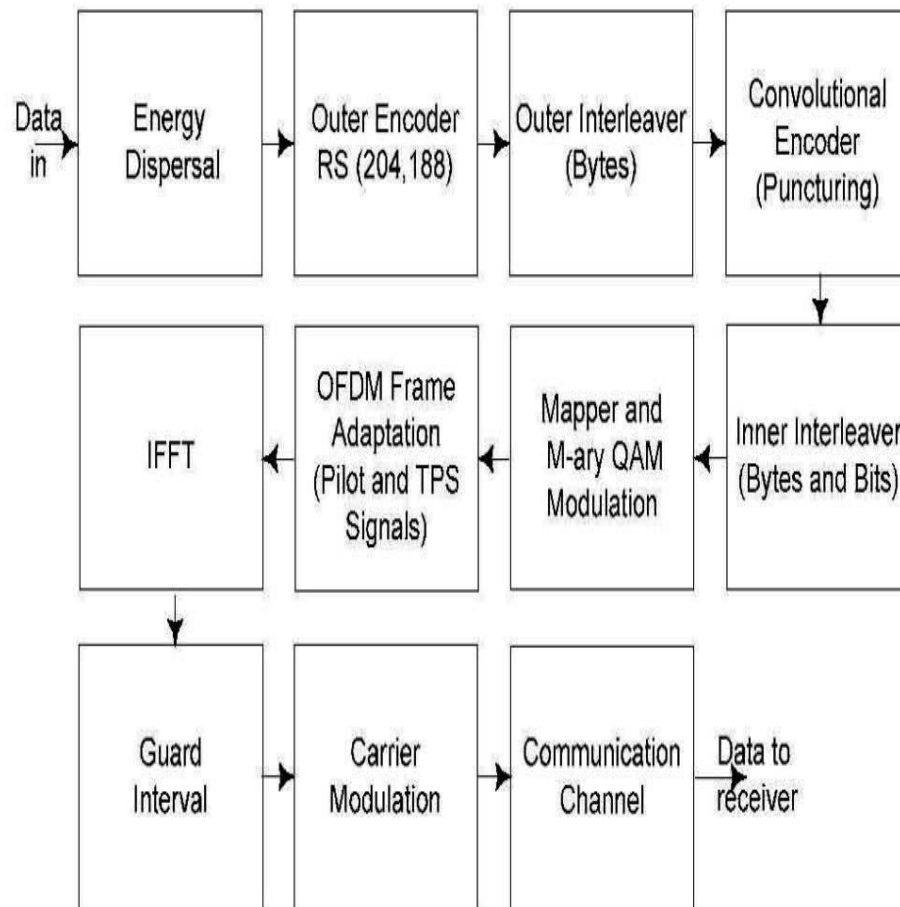 Data
in
Energy
Dispersal
Outer Encoder
RS (204,188)
Outer Interleaver
(Bytes)
Convolutional
Encoder
(Puncturing)
Inner Interleaver
(Bytes and Bits)
Mapper and
M-ary QAM
Modulation
OFDM Frame
Adaptation
(Pilot and TPS
Signals)
IFFT
Guard
Interval
Carrier
Modulation
Communication
Channel
Data to
receiver